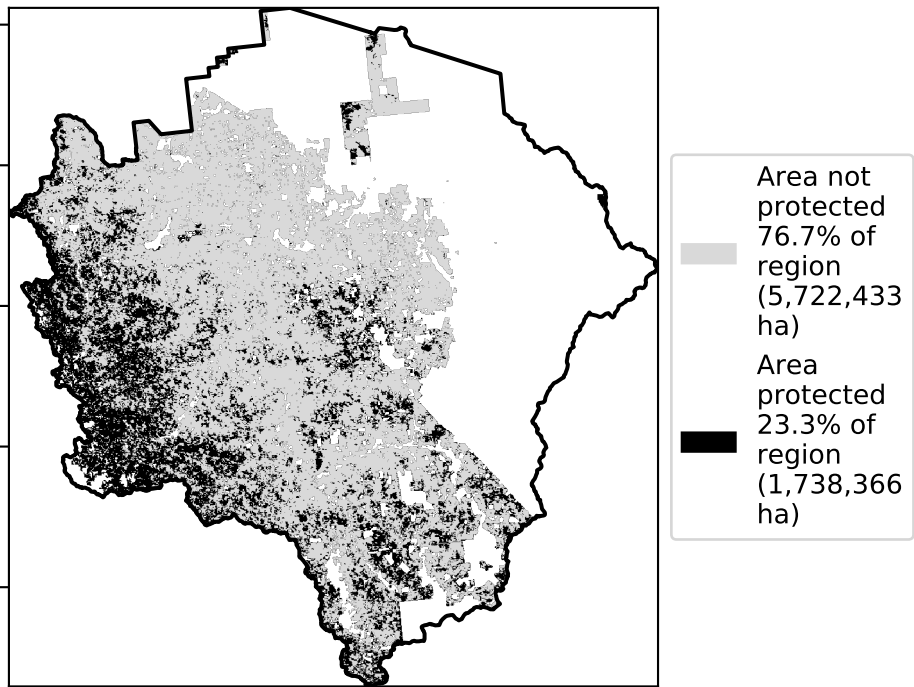 Area not
protected
76.7% of
region
(5,722,433
ha)
Area
protected
23.3% of
region
(1,738,366
ha)